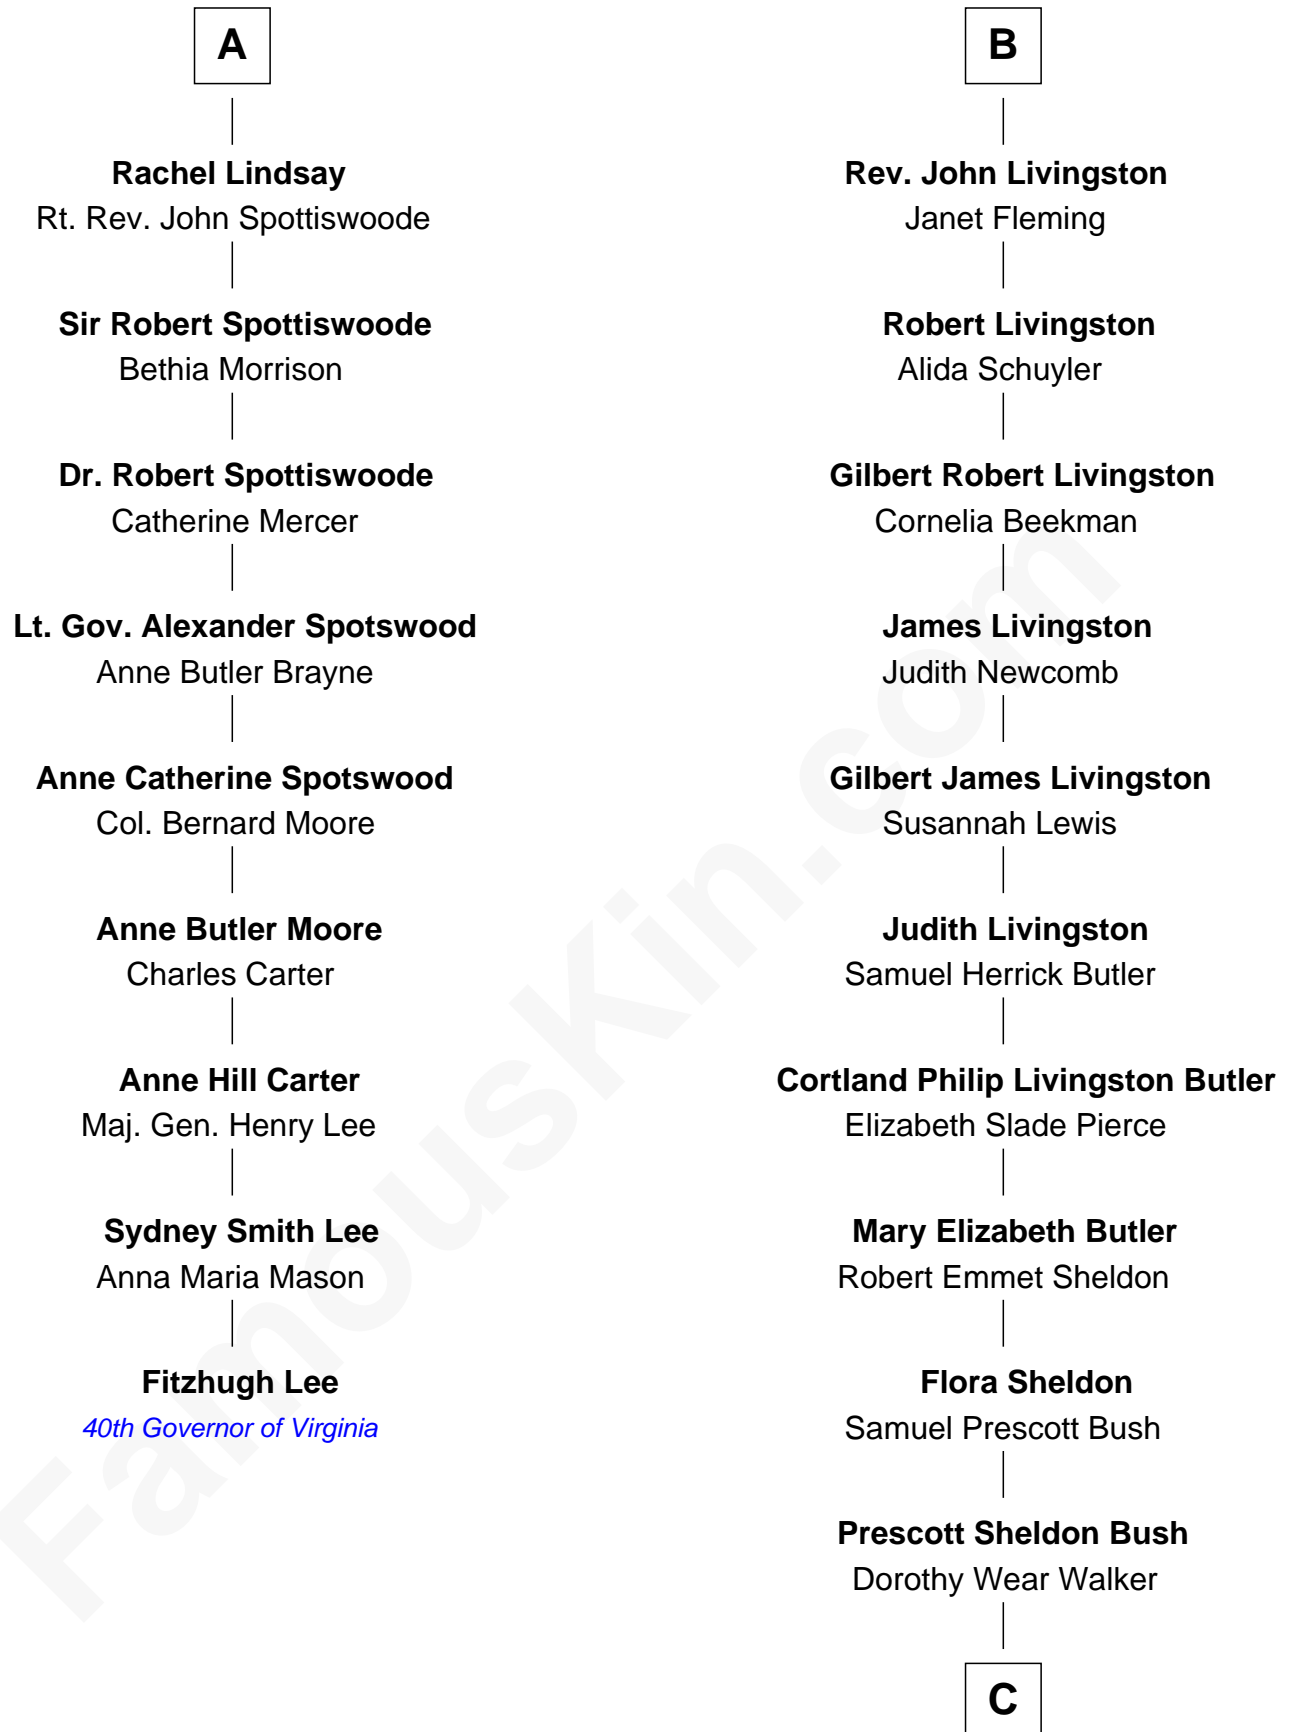 A
Rachel Lindsay
Rt. Rev. John Spottiswoode
Sir Robert Spottiswoode
Bethia Morrison
Dr. Robert Spottiswoode
Catherine Mercer
Lt. Gov. Alexander Spotswood
Anne Butler Brayne
Anne Catherine Spotswood
Col. Bernard Moore
Anne Butler Moore
Charles Carter
Anne Hill Carter
Maj. Gen. Henry Lee
Sydney Smith Lee
Anna Maria Mason
Fitzhugh Lee
40th Governor of Virginia
B
Rev. John Livingston
Janet Fleming
Robert Livingston
Alida Schuyler
Gilbert Robert Livingston
Cornelia Beekman
James Livingston
Judith Newcomb
Gilbert James Livingston
Susannah Lewis
Judith Livingston
Samuel Herrick Butler
Cortland Philip Livingston Butler
Elizabeth Slade Pierce
Mary Elizabeth Butler
Robert Emmet Sheldon
Flora Sheldon
Samuel Prescott Bush
Prescott Sheldon Bush
Dorothy Wear Walker
C
FamousKin.com